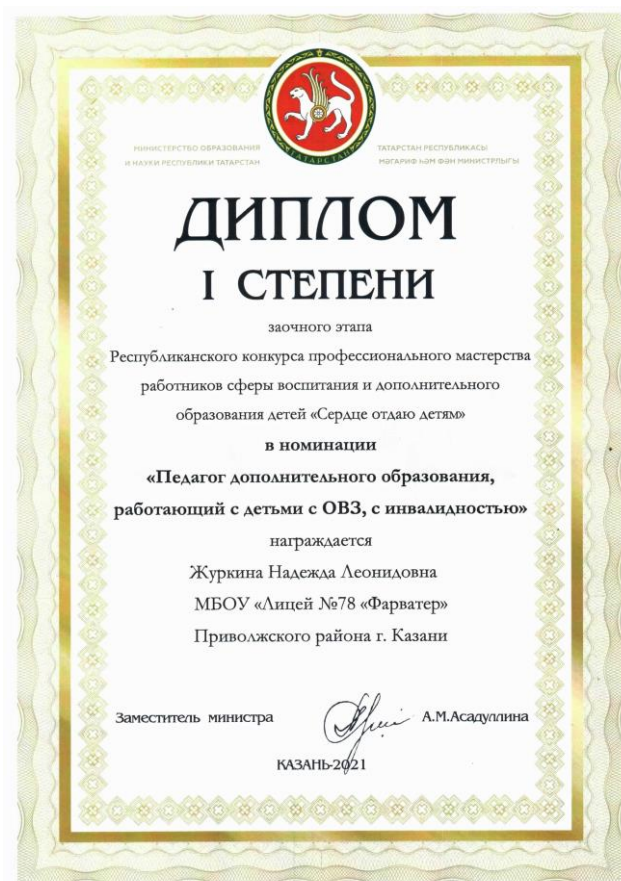 МИНИСТЕРСТВО ОБРАЗОВАНИЯ
И НАУКИ РЕСПУБЛИКИ ТАТАРСТАН
ТАТАРСТАН РЕСПУБЛИКАСЫ
МӘГАРИФ ҺӘМ ФӘН МИНИСТРЛЫГЫ
ТАТАРСТАН
ДИПЛОМ
I СТЕПЕНИ
заочного этапа
Республиканского конкурса профессионального мастерства
работников сферы воспитания и дополнительного
образования детей «Сердце отдаю детям»
в номинации
«Педагог дополнительного образования,
работающий с детьми с ОВЗ, с инвалидностью»
награждается
Журкина Надежда Леонидовна
МБОУ «Лицей №78 «Фарватер»
Приволжского района г. Казани
Заместитель министра А.М.Асадуллина
КАЗАНЬ-2021